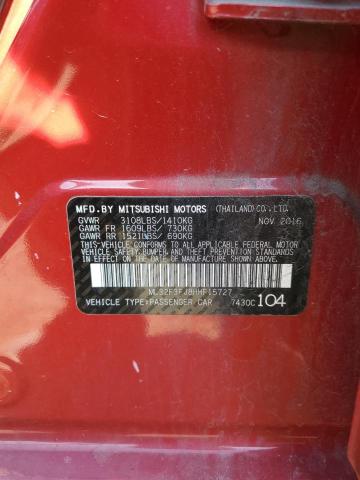 MFD.BY MITSUBISHI MOTORS (THAILAND) CO.,LTD.
GVWR 3108LBS/1410KG NOV 2016
GAWR FR 1609LBS/ 730KG
GAWR RR 1521LBS/ 690KG
THIS VEHICLE CONFORMS TO ALL APPLICABLE FEDERAL MOTOR
VEHICLE SAFETY, BUMPER AND THEFT PREVENTION STANDARDS
IN EFFECT ON THE DATE OF MANUFACTURE SHOWN ABOVE.
ML32F3FJ8HHF15727
VEHICLE TYPE:PASSENGER CAR 7430C 104